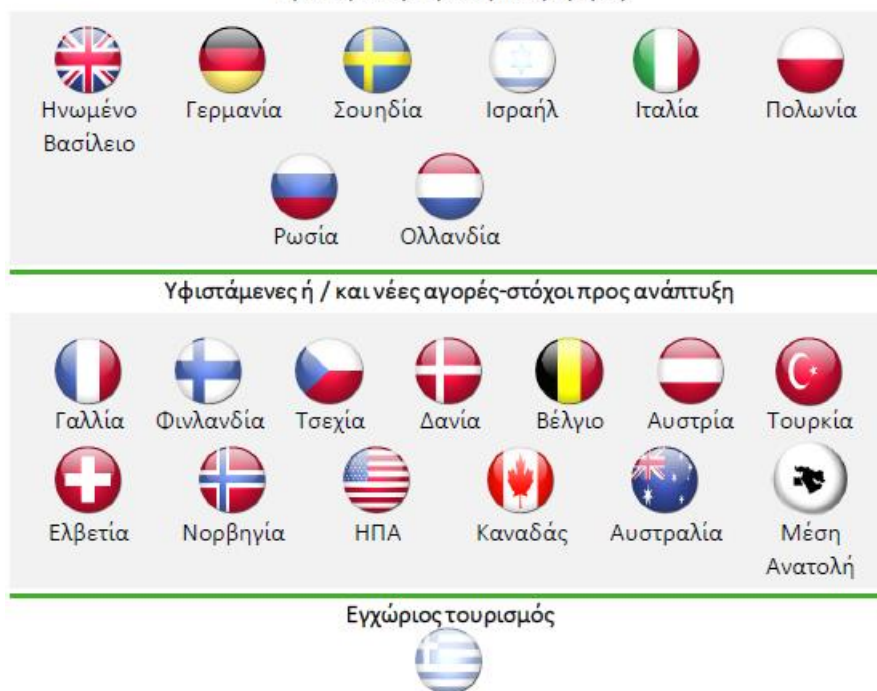 Ηνωμένο Γερμανία Σουηδία Ισραήλ Ιταλία Πολωνία
Βασίλειο
Ρωσία Ολλανδία
Υφιστάμενες ή / και νέες αγορές-στόχοι προς ανάπτυξη
Γαλλία Φινλανδία Τσεχία Δανία Βέλγιο Αυστρία Τουρκία
Ελβετία Νορβηγία ΗΠΑ Καναδάς Αυστραλία Μέση
Ανατολή
Εγχώριος τουρισμός